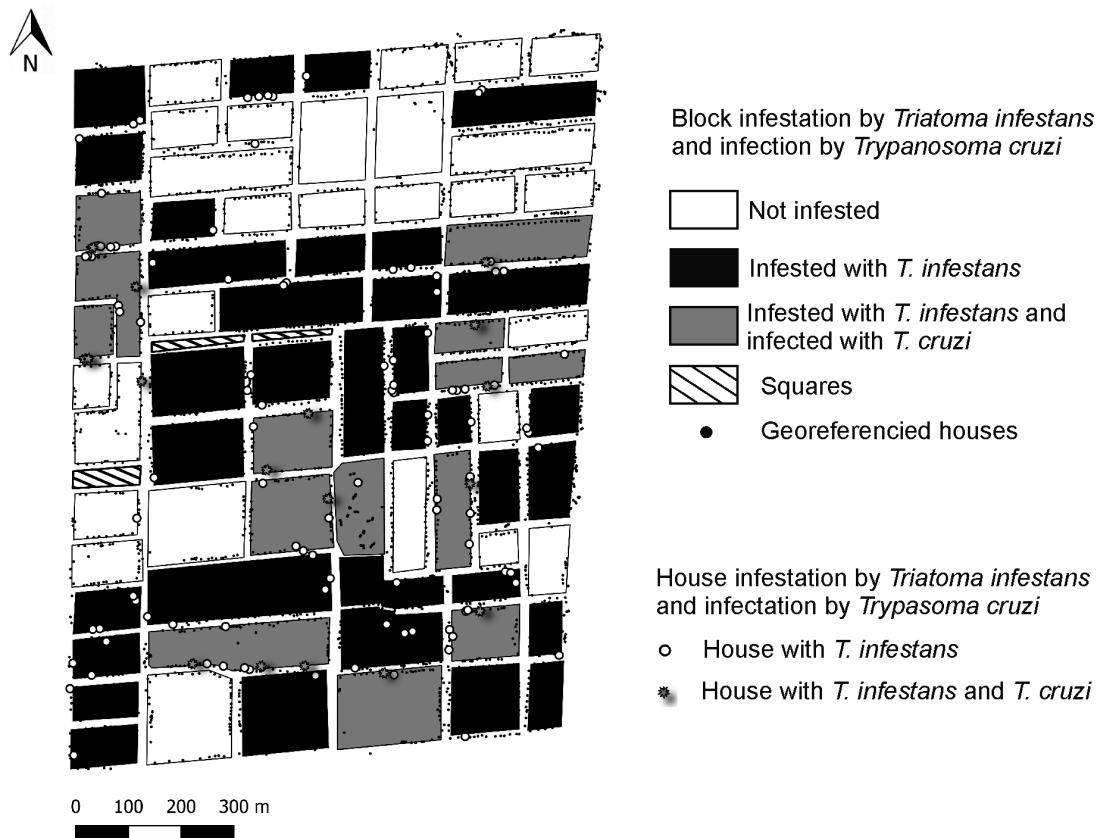 N
Block infestation by Triatoma infestans
and infection by Trypanosoma cruzi
Not infested
Infested with T. infestans
Infested with T. infestans and
infected with T. cruzi
Squares
Georeferencied houses
House infestation by Triatoma infestans
and infectation by Trypasoma cruzi
House with T. infestans
House with T. infestans and T. cruzi
0 100 200 300 m